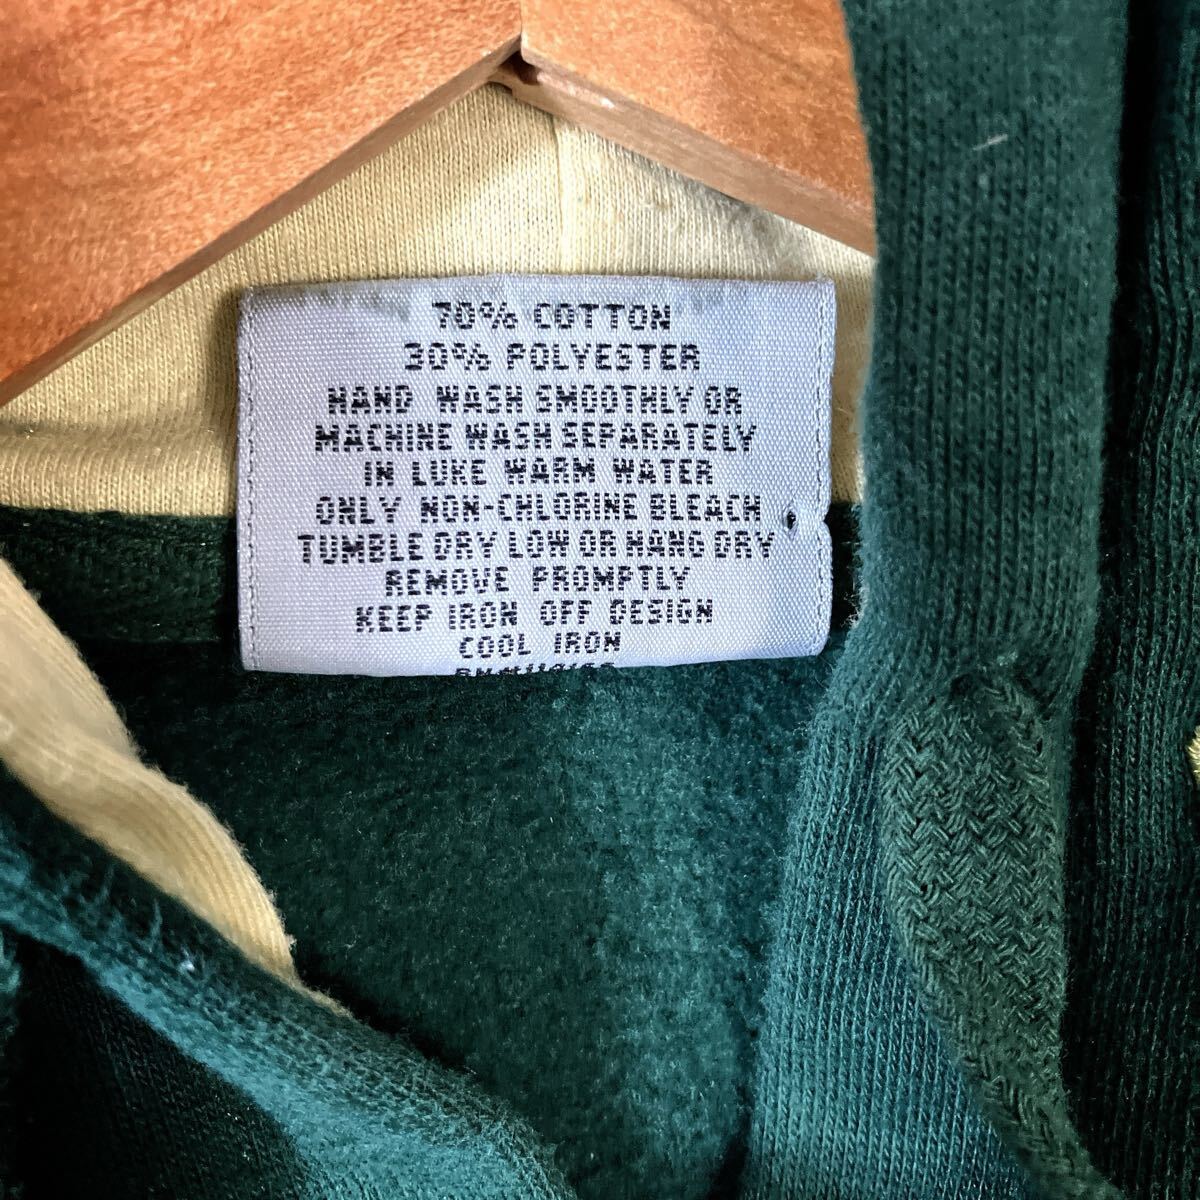 70% COTTON
30% POLYESTER
HAND WASH SMOOTHLY OR
MACHINE WASH SEPARATELY
IN LUKE WARM WATER
ONLY NON-CHLORINE BLEACH
TUMBLE DRY LOW OR HANG DRY
REMOVE PROMPTLY
KEEP IRON OFF DESIGN
COOL IRON